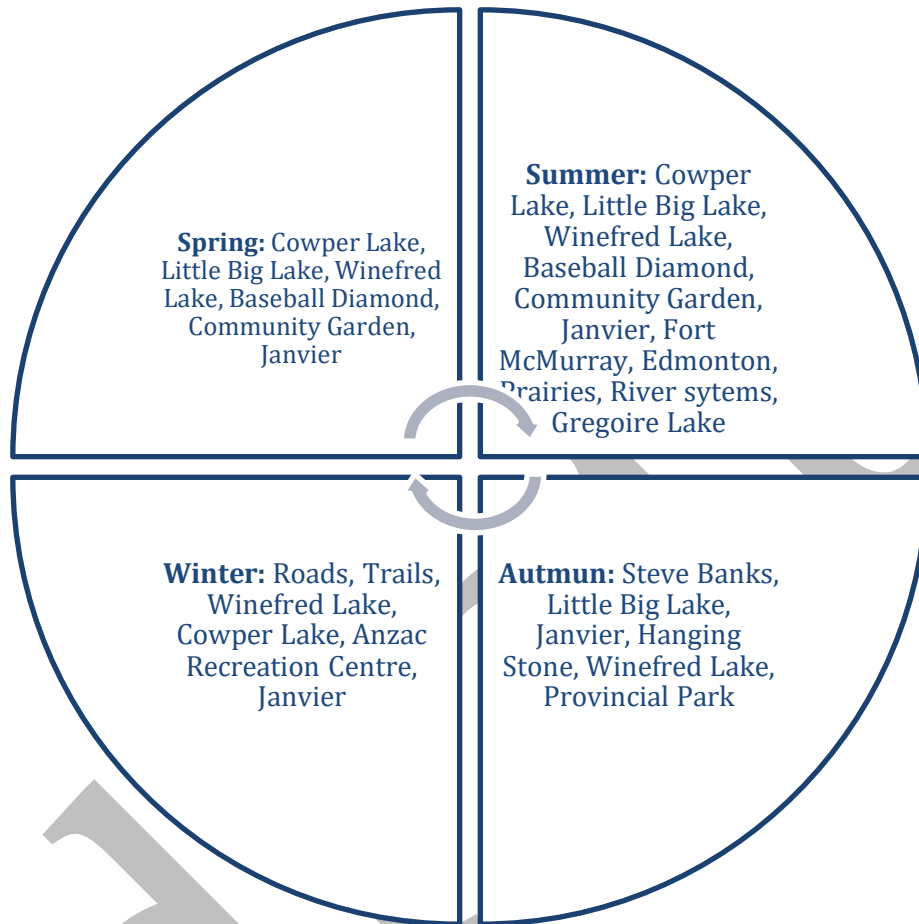 Spring: Cowper Lake,
Little Big Lake, Winefred
Lake, Baseball Diamond,
Community Garden,
Janvier
Summer: Cowper
Lake, Little Big Lake,
Winefred Lake,
Baseball Diamond,
Community Garden,
Janvier, Fort
McMurray, Edmonton,
Prairies, River sytems,
Gregoire Lake
Winter: Roads, Trails,
Winefred Lake,
Cowper Lake, Anzac
Recreation Centre,
Janvier
Autmun: Steve Banks,
Little Big Lake,
Janvier, Hanging
Stone, Winefred Lake,
Provincial Park